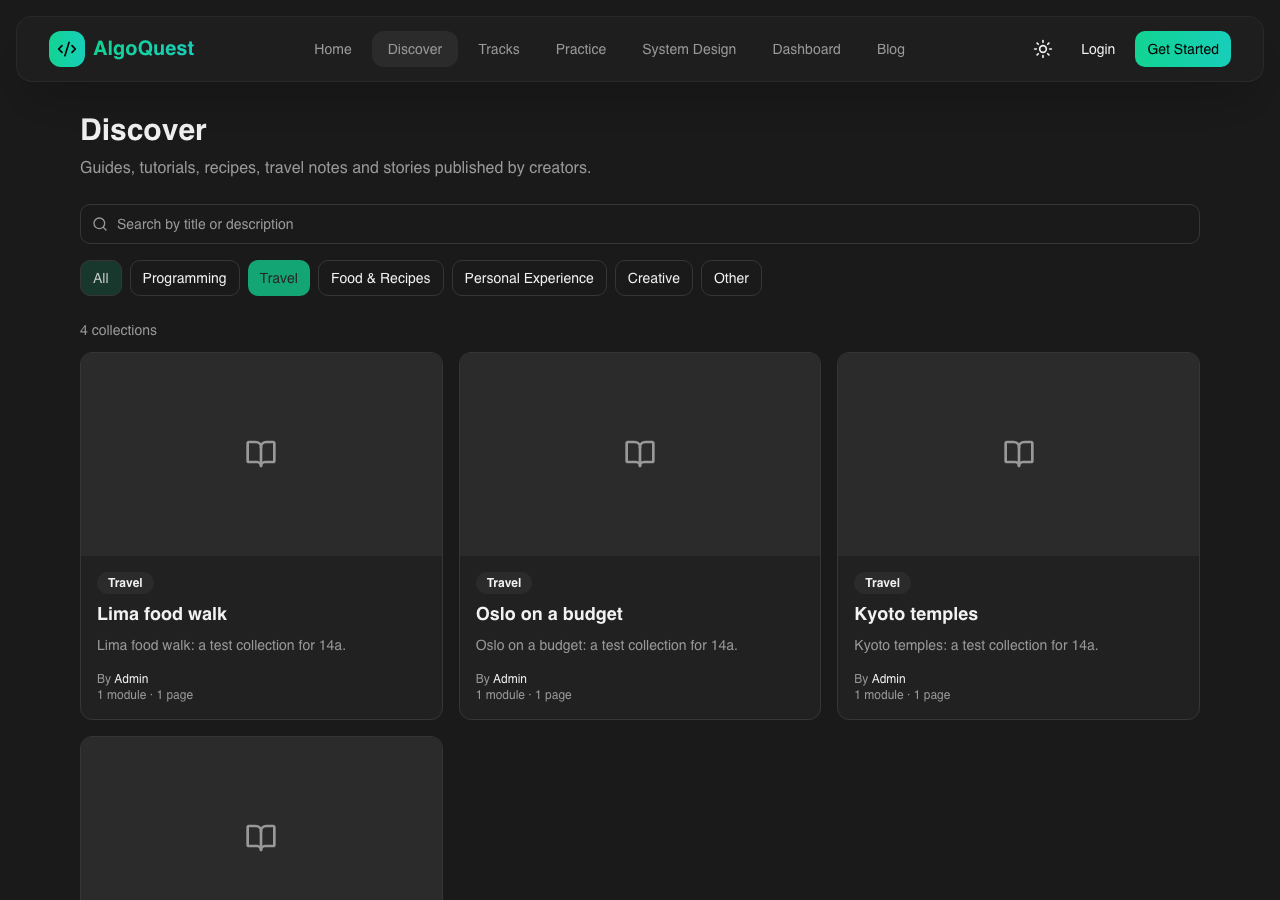 AlgoQuest
Home
Discover
Tracks
Practice
System Design
Dashboard
Blog
Login
Get Started
Discover
Guides, tutorials, recipes, travel notes and stories published by creators.
Search by title or description
All
Programming
Travel
Food & Recipes
Personal Experience
Creative
Other
4 collections
Travel
Lima food walk
Lima food walk: a test collection for 14a.
By Admin
1 module · 1 page
Travel
Oslo on a budget
Oslo on a budget: a test collection for 14a.
By Admin
1 module · 1 page
Travel
Kyoto temples
Kyoto temples: a test collection for 14a.
By Admin
1 module · 1 page